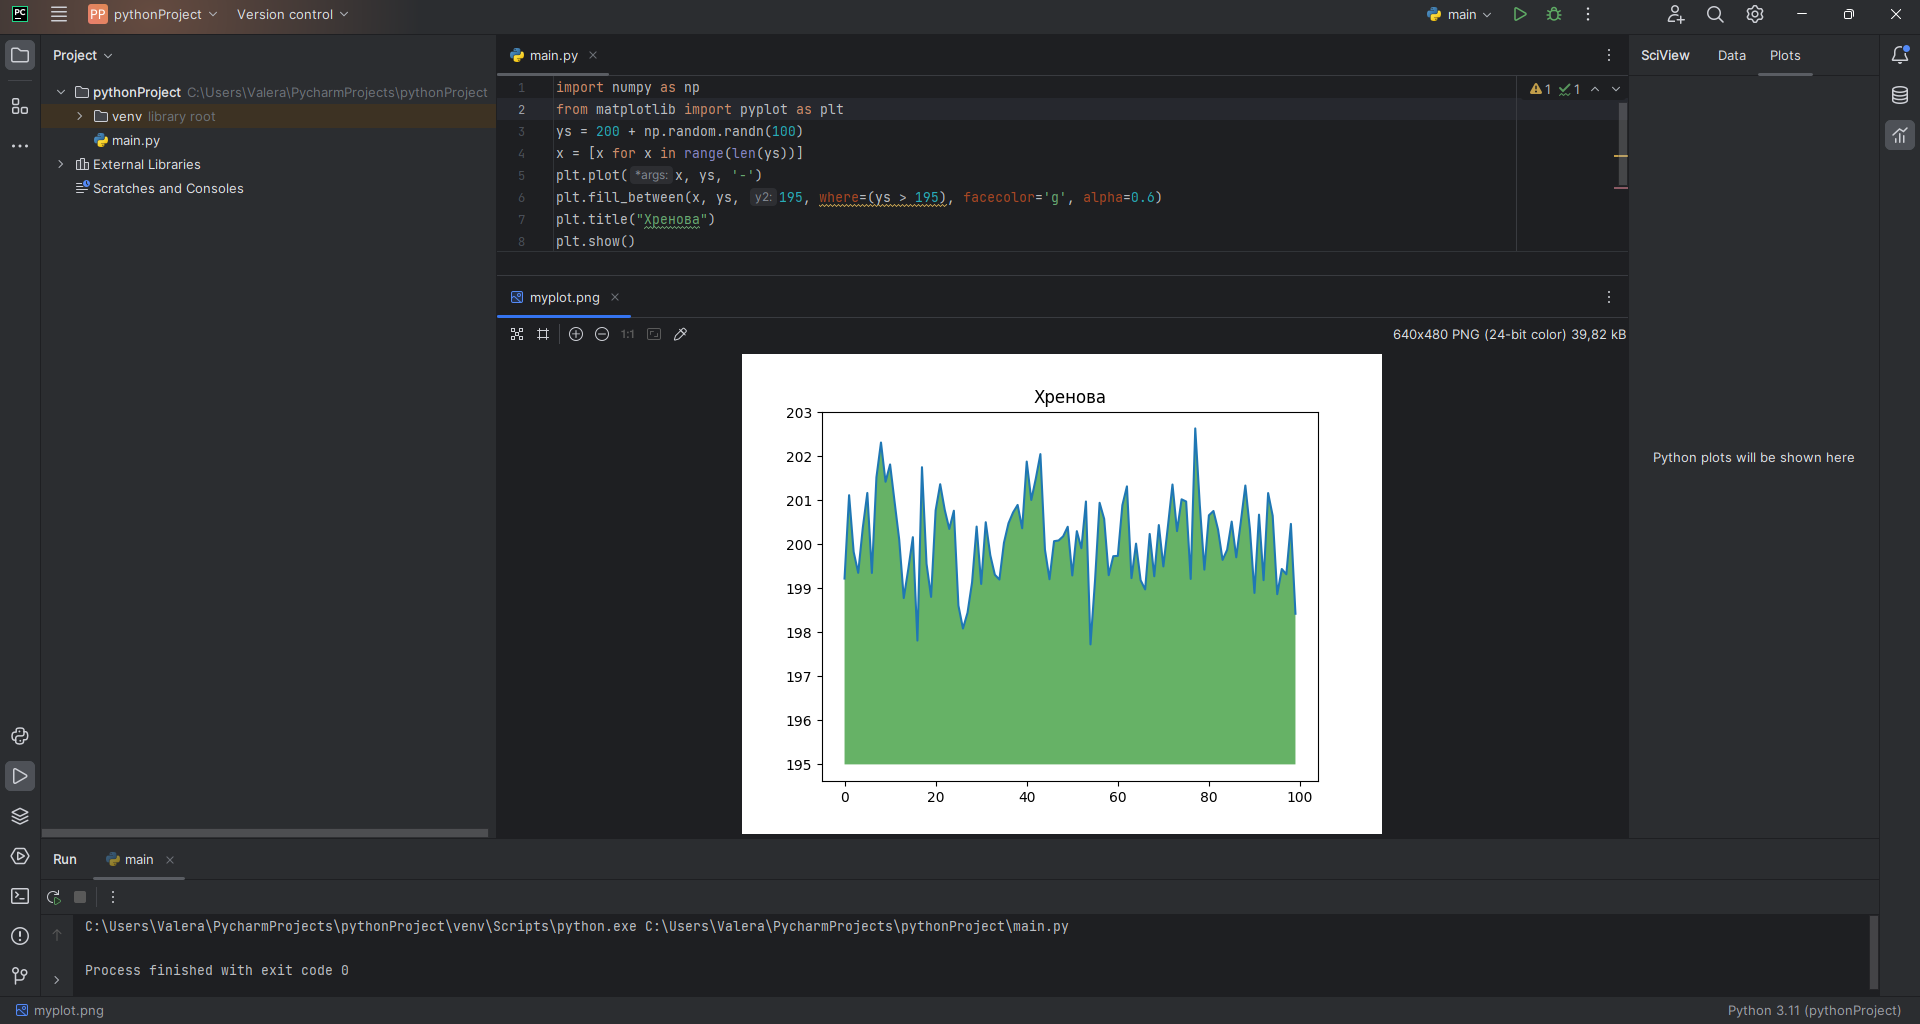 PC
PP pythonProject Version control
main
Project
pythonProject C:\Users\Valera\PycharmProjects\pythonProject
venv library root
main.py
External Libraries
Scratches and Consoles
main.py
1 import numpy as np
2 from matplotlib import pyplot as plt
3 ys = 200 + np.random.randn(100)
4 x = [x for x in range(len(ys))]
5 plt.plot( *args: x, ys, '-')
6 plt.fill_between(x, ys, y2: 195, where=(ys > 195), facecolor='g', alpha=0.6)
7 plt.title("Хренова")
8 plt.show()
1 1
myplot.png
1:1
640x480 PNG (24-bit color) 39,82 kB
Хренова
203
202
201
200
199
198
197
196
195
0 20 40 60 80 100
SciView Data Plots
Python plots will be shown here
Run main
C:\Users\Valera\PycharmProjects\pythonProject\venv\Scripts\python.exe C:\Users\Valera\PycharmProjects\pythonProject\main.py
Process finished with exit code 0
myplot.png
Python 3.11 (pythonProject)